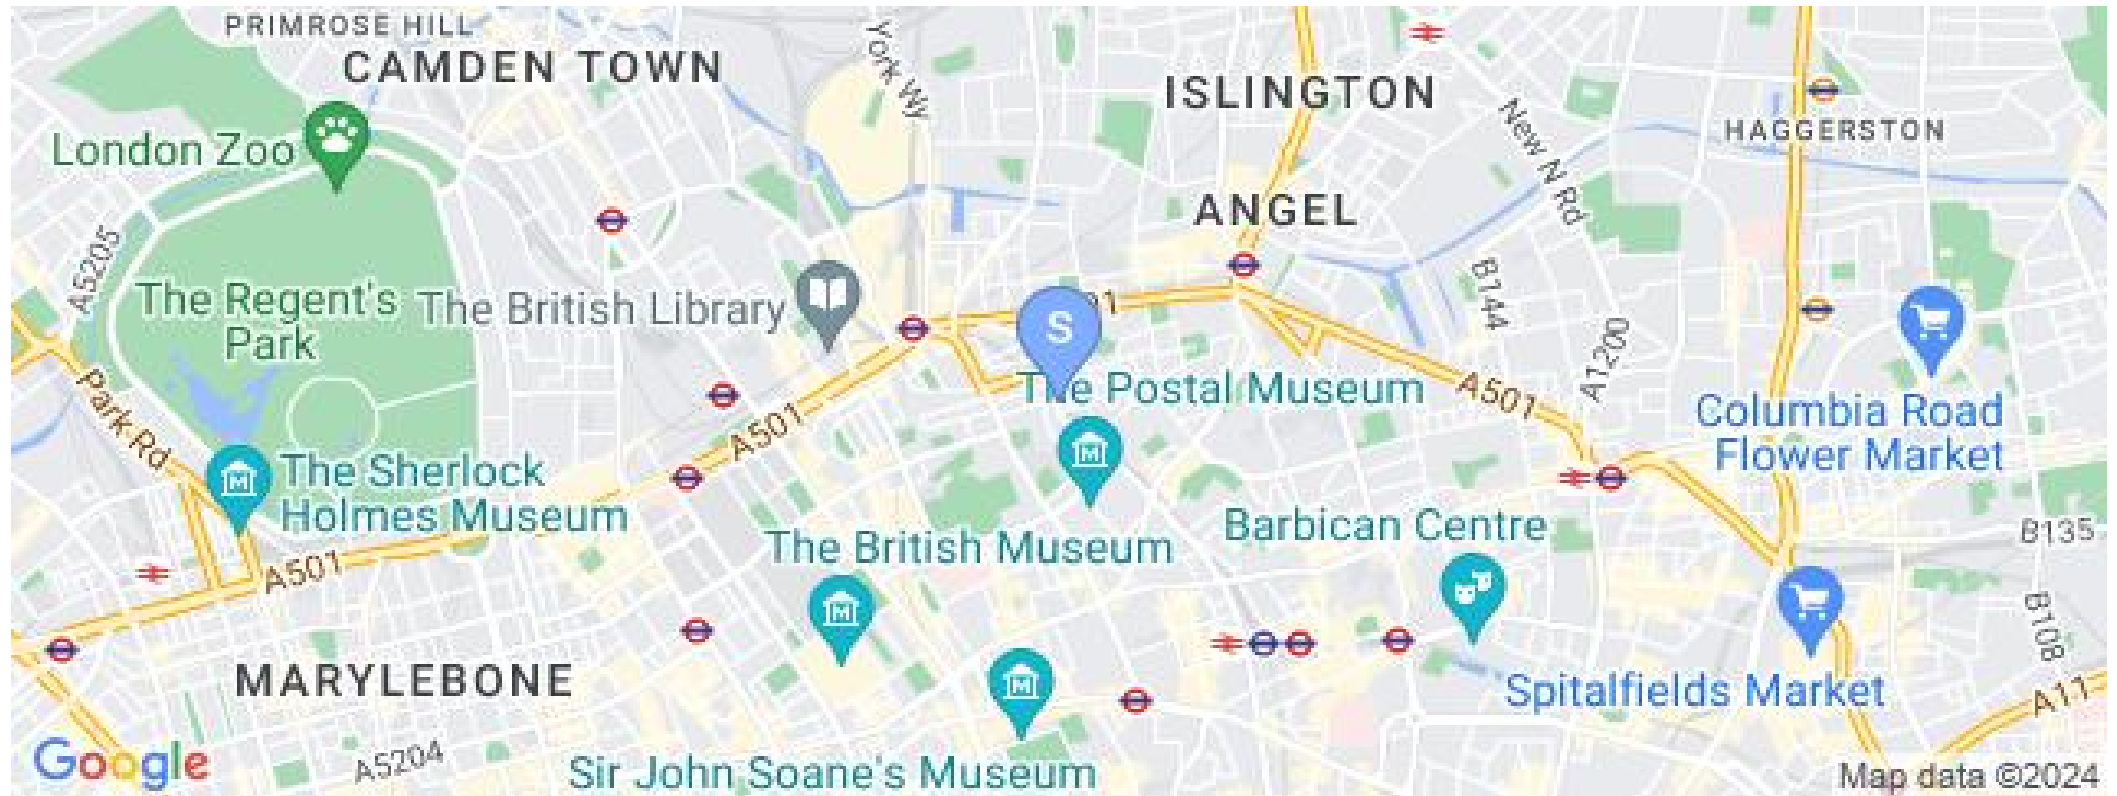 PRIMROSE HILL
CAMDEN TOWN
York Wy
ISLINGTON
New N Rd
HAGGERSTON
London Zoo
ANGEL
A5205
The Regent's
Park
The British Library
S
B144
A1200
Park Rd
The Postal Museum
A501
A501
Columbia Road
Flower Market
The Sherlock
Holmes Museum
The British Museum
Barbican Centre
B135
A501
B108
MARYLEBONE
Spitalfields Market
A11
Google
A5204
Sir John Soane's Museum
Map data ©2024